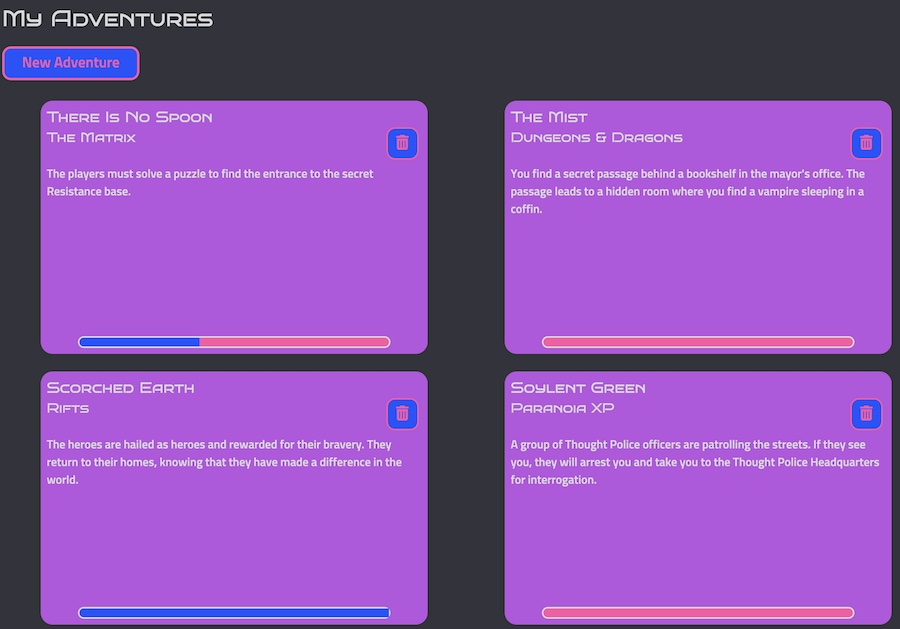 My Adventures
New Adventure
There Is No Spoon
The Matrix
The players must solve a puzzle to find the entrance to the secret
Resistance base.
The Mist
Dungeons & Dragons
You find a secret passage behind a bookshelf in the mayor's office. The
passage leads to a hidden room where you find a vampire sleeping in a
coffin.
Scorched Earth
Rifts
The heroes are hailed as heroes and rewarded for their bravery. They
return to their homes, knowing that they have made a difference in the
world.
Soylent Green
Paranoia XP
A group of Thought Police officers are patrolling the streets. If they see
you, they will arrest you and take you to the Thought Police Headquarters
for interrogation.